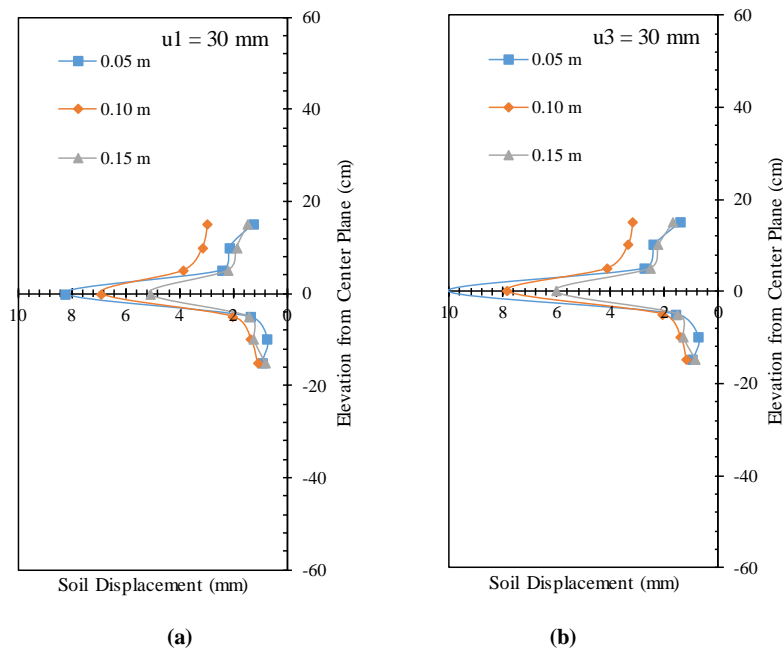 u1 = 30 mm
0.05 m
0.10 m
0.15 m
60
40
20
0
-20
-40
-60
10
8
6
4
2
0
Elevation from Center Plane (cm)
Soil Displacement (mm)
(a)
u3 = 30 mm
0.05 m
0.10 m
0.15 m
60
40
20
0
-20
-40
-60
10
8
6
4
2
0
Elevation from Center Plane (cm)
Soil Displacement (mm)
(b)